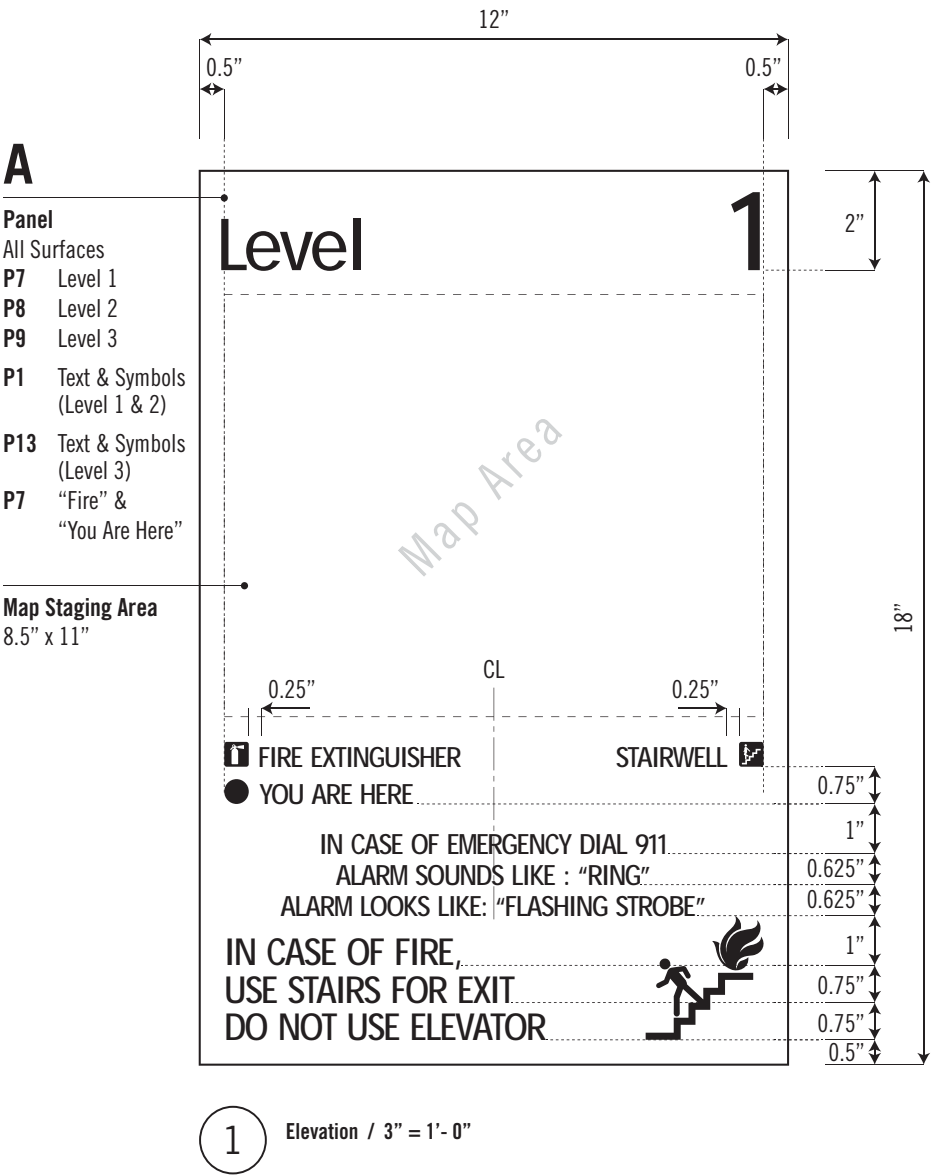 12”
0.5”
0.5”
A
Panel
All Surfaces
P7 Level 1
P8 Level 2
P9 Level 3
P1 Text & Symbols
(Level 1 & 2)
P13 Text & Symbols
(Level 3)
P7 “Fire” &
“You Are Here”
Map Staging Area
8.5” x 11”
Level 1
2”
Map Area
18”
CL
0.25”
0.25”
FIRE EXTINGUISHER
STAIRWELL
YOU ARE HERE
0.75”
1”
IN CASE OF EMERGENCY DIAL 911
0.625”
ALARM SOUNDS LIKE : “RING”
0.625”
ALARM LOOKS LIKE: “FLASHING STROBE”
1”
IN CASE OF FIRE,
0.75”
USE STAIRS FOR EXIT
0.75”
DO NOT USE ELEVATOR
0.5”
1 Elevation / 3” = 1’- 0”